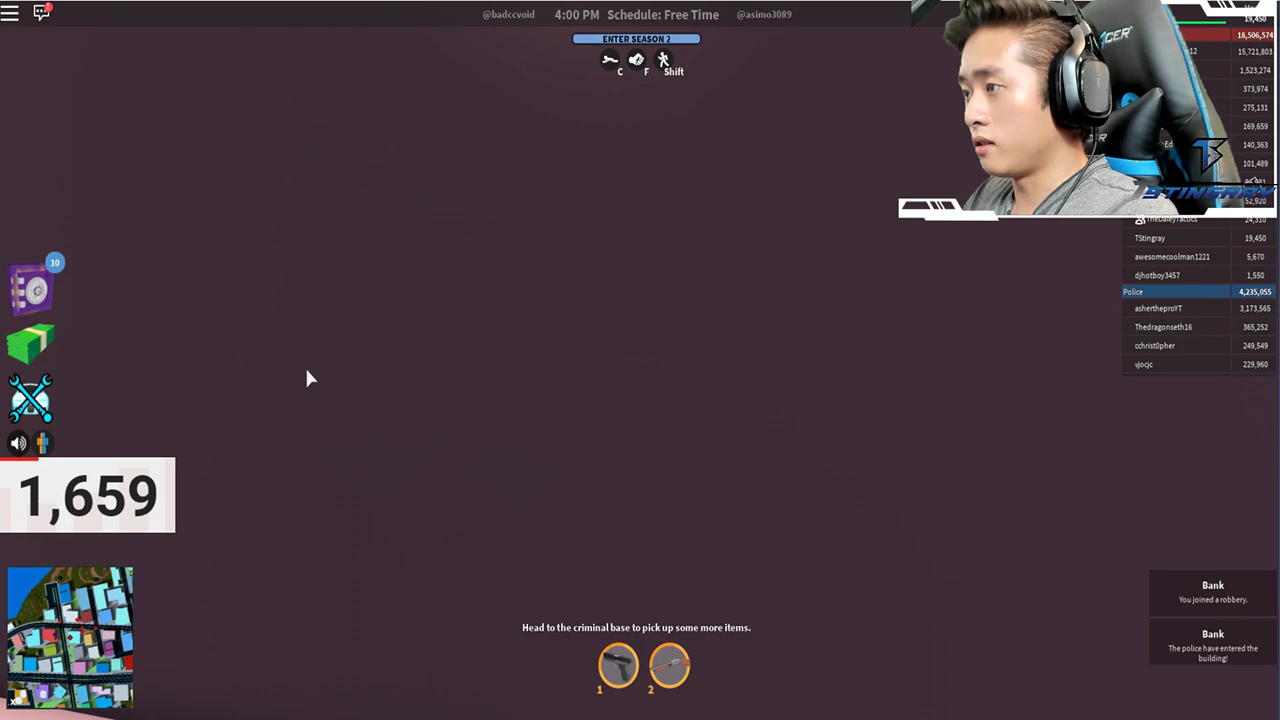 @badccvoid 4:00 PM Schedule: Free Time @asimo3089
ENTER SEASON 2
C F Shift
19,450
18,506,574
12 15,721,803
1,523,274
373,974
275,131
169,659
Ed 140,363
101,489
52,920
TheDaleyTactics 24,310
TStingray 19,450
awesomecoolman1221 5,670
djhotboy3457 1,550
Police 4,235,055
ashertheproYT 3,173,565
Thedragonseth16 365,252
cchrist0pher 249,549
vjocjc 229,960
TSTINGRAY
10
1,659
Bank
You joined a robbery.
Bank
The police have entered the
building!
Head to the criminal base to pick up some more items.
1 2